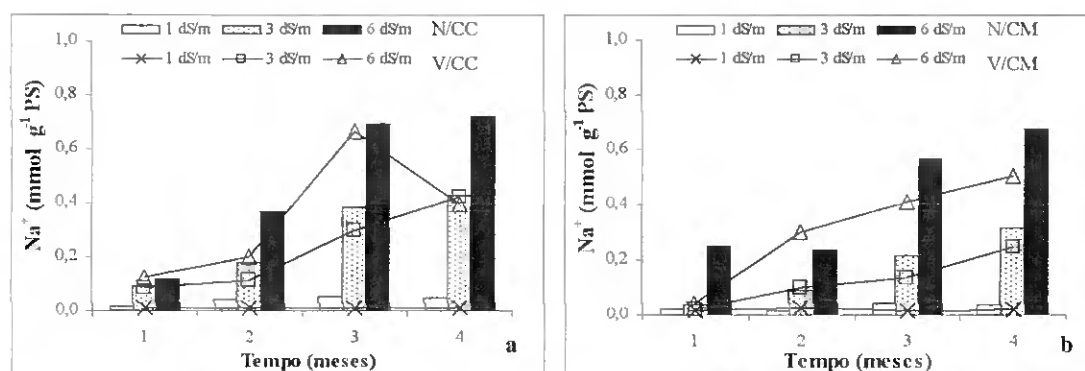 1 dS/m 3 dS/m 6 dS/m N/CC
1 dS/m 3 dS/m 6 dS/m V/CC
1,0
0,8
0,6
0,4
0,2
0,0
Na⁺ (mmol g⁻¹ PS)
1 2 3 4
Tempo (meses)
a
1 dS/m 3 dS/m 6 dS/m N/CM
1 dS/m 3 dS/m 6 dS/m V/CM
1,0
0,8
0,6
0,4
0,2
0,0
Na⁺ (mmol g⁻¹ PS)
1 2 3 4
Tempo (meses)
b